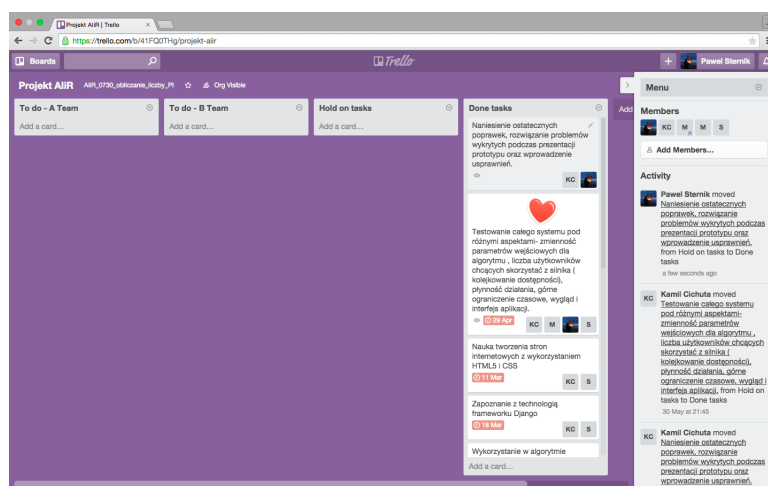 Projekt AliR | Trello
https://trello.com/b/41FQ0THg/projekt-aiir
Boards
Trello
Pawel Sternik
Projekt AliR
AIIR_0730_obliczanie_liczby_PI
Org Visible
To do - A Team
Add a card...
To do - B Team
Add a card...
Hold on tasks
Add a card...
Done tasks
Naniesienie ostatecznych
poprawek, rozwiązanie problemów
wykrytych podczas prezentacji
prototypu oraz wprowadzenie
usprawnień.
KC
Testowanie całego systemu pod
różnymi aspektami- zmienność
parametrów wejściowych dla
algorytmu , liczba użytkowników
chcących skorzystać z silnika (
kolejkowanie dostępności),
płynność działania, górne
ograniczenie czasowe, wygląd i
interfejs aplikacji.
29 Apr
KC M S
Nauka tworzenia stron
internetowych z wykorzystaniem
HTML5 i CSS
11 Mar
KC S
Zapoznanie z technologią
frameworku Django
18 Mar
KC S
Wykorzystanie w algorytmie
Add a card...
Add
Menu
Members
KC M M S
Add Members...
Activity
Pawel Sternik moved
Naniesienie ostatecznych
poprawek, rozwiązanie
problemów wykrytych podczas
prezentacji prototypu oraz
wprowadzenie usprawnień.
from Hold on tasks to Done
tasks
a few seconds ago
KC Kamil Cichuta moved
Testowanie całego systemu
pod różnymi aspektami-
zmienność parametrów
wejściowych dla algorytmu ,
liczba użytkowników chcących
skorzystać z silnika (
kolejkowanie dostępności),
płynność działania, górne
ograniczenie czasowe, wygląd i
interfejs aplikacji. from Hold on
tasks to Done tasks
30 May at 21:45
KC Kamil Cichuta moved
Naniesienie ostatecznych
poprawek, rozwiązanie
problemów wykrytych podczas
prezentacji prototypu oraz
wprowadzenie usprawnień.